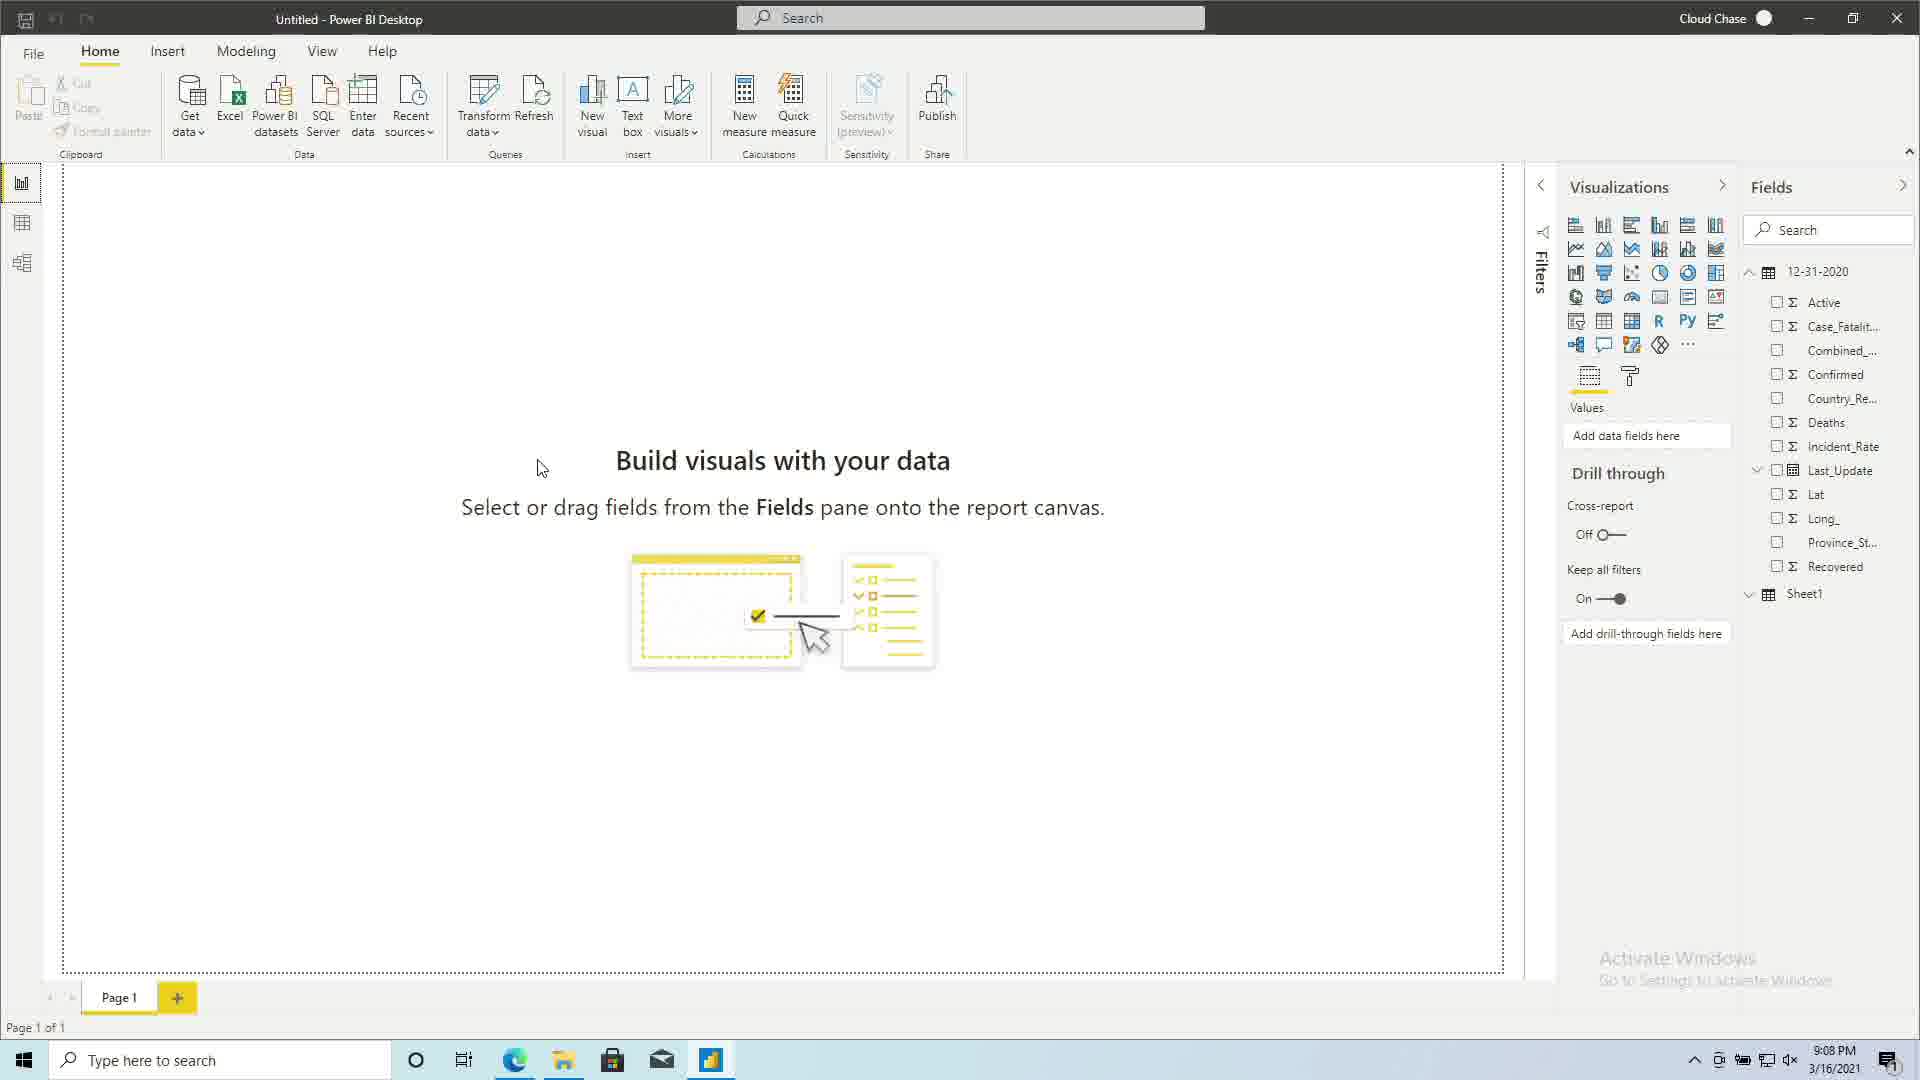 Untitled - Power BI Desktop
Search
Cloud Chase
File Home Insert Modeling View Help
Paste
Cut
Copy
Format painter
Clipboard
Get data
Excel
Power BI datasets
SQL Server
Enter data
Recent sources
Data
Transform data
Refresh
Queries
New visual
Text box
More visuals
Insert
New measure
Quick measure
Calculations
Sensitivity (preview)
Sensitivity
Publish
Share
Build visuals with your data
Select or drag fields from the Fields pane onto the report canvas.
Filters
Visualizations
R Py
Values
Add data fields here
Drill through
Cross-report
Off
Keep all filters
On
Add drill-through fields here
Fields
Search
12-31-2020
Active
Case_Fatalit...
Combined_...
Confirmed
Country_Re...
Deaths
Incident_Rate
Last_Update
Lat
Long_
Province_St...
Recovered
Sheet1
Activate Windows
Go to Settings to activate Windows.
Page 1
Page 1 of 1
Type here to search
9:08 PM
3/16/2021
1